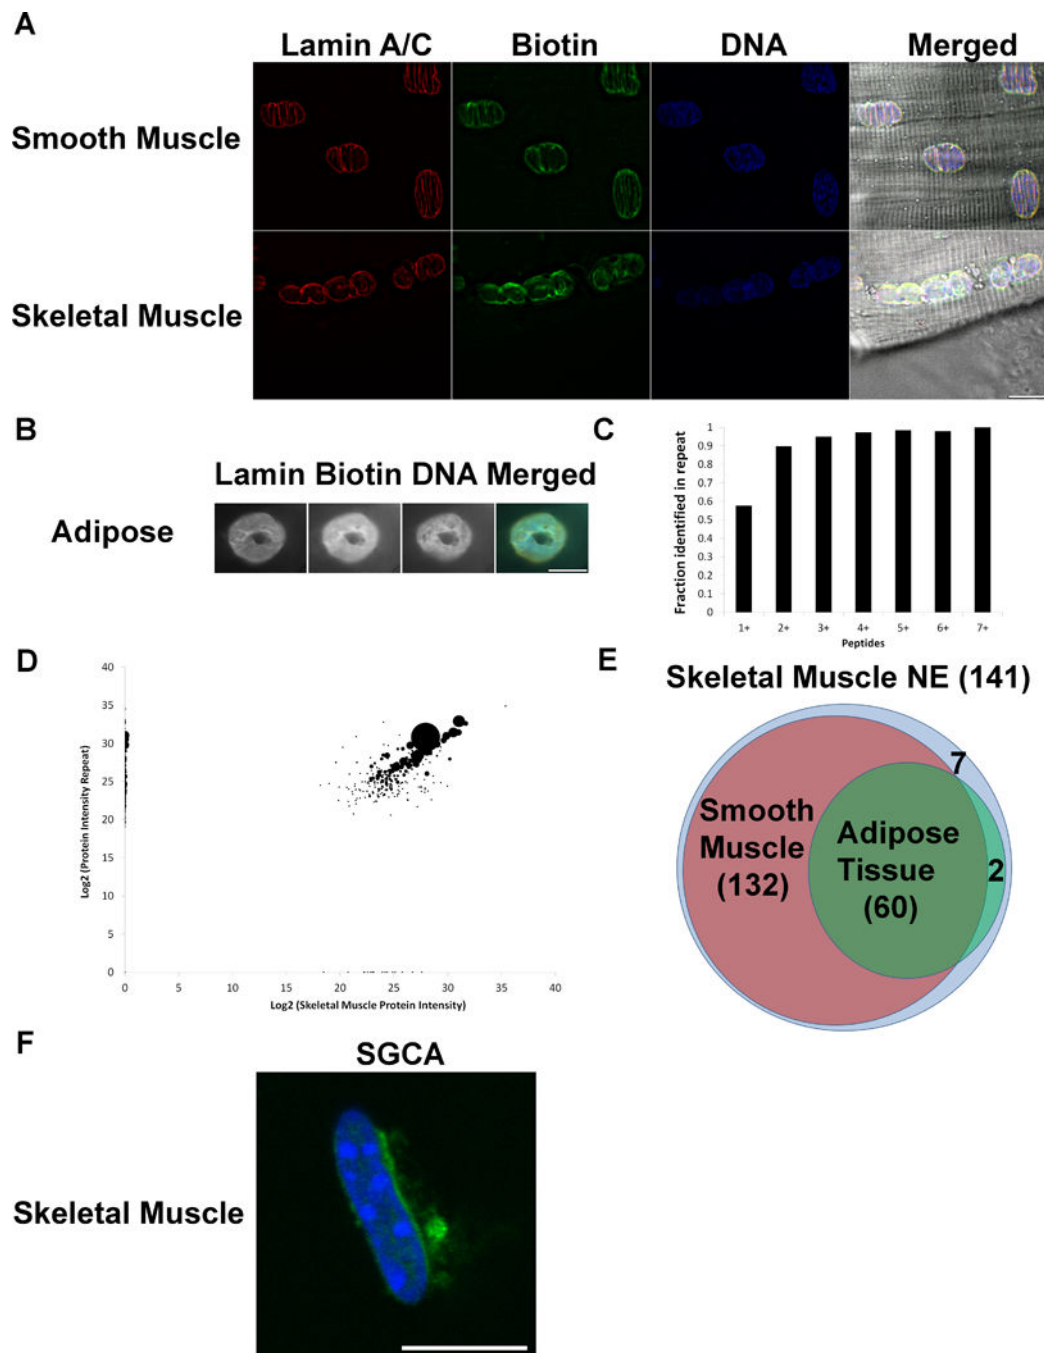 A
Lamin A/C Biotin DNA Merged
Smooth Muscle
Skeletal Muscle
B
Lamin Biotin DNA Merged
Adipose
C
Fraction identified in repeat
1
0.9
0.8
0.7
0.6
0.5
0.4
0.3
0.2
0.1
0
1+ 2+ 3+ 4+ 5+ 6+ 7+
Peptides
D
Log2 (Protein Intensity Repeat)
40
35
30
25
20
15
10
5
0
0 5 10 15 20 25 30 35 40
Log2 (Skeletal Muscle Protein Intensity)
E
Skeletal Muscle NE (141)
7
Smooth
Muscle
(132)
Adipose
Tissue
(60)
2
F
SGCA
Skeletal Muscle